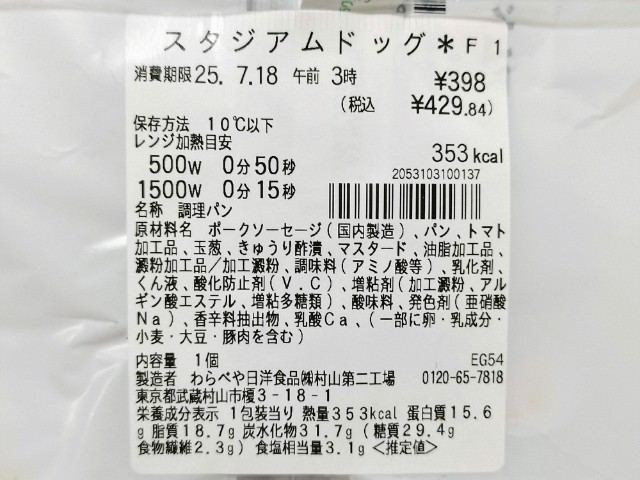 スタジアムドッグ*F1
消費期限25. 7.18 午前 3時
¥398
(税込 ¥429.84)
保存方法 10℃以下
レンジ加熱目安
500W 0分50秒
1500W 0分15秒
353kcal
2053103100137
名称 調理パン
原材料名 ポークソーセージ(国内製造)、パン、トマト
加工品、玉葱、きゅうり酢漬、マスタード、油脂加工品、
澱粉加工品/加工澱粉、調味料(アミノ酸等)、乳化剤、
くん液、酸化防止剤(V.C)、増粘剤(加工澱粉、アル
ギン酸エステル、増粘多糖類)、酸味料、発色剤(亜硝酸
Na)、香辛料抽出物、乳酸Ca、(一部に卵・乳成分・
小麦・大豆・豚肉を含む)
内容量 1個 EG54
製造者 わらべや日洋食品㈱村山第二工場 0120-65-7818
東京都武蔵村山市榎3-18-1
栄養成分表示 1包装当り 熱量353kcal 蛋白質15.6
g 脂質18.7g 炭水化物31.7g(糖質29.4g
食物繊維2.3g) 食塩相当量3.1g <推定値>